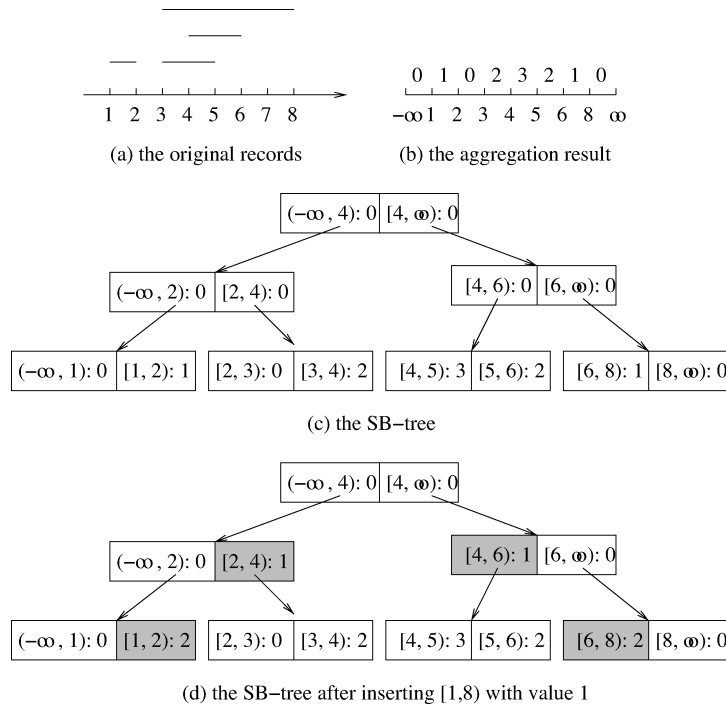 1 2 3 4 5 6 7 8
(a) the original records
0 1 0 2 3 2 1 0
−∞ 1 2 3 4 5 6 8 ∞
(b) the aggregation result
(−∞, 4): 0 [4, ∞): 0
(−∞, 2): 0 [2, 4): 0 [4, 6): 0 [6, ∞): 0
(−∞, 1): 0 [1, 2): 1 [2, 3): 0 [3, 4): 2 [4, 5): 3 [5, 6): 2 [6, 8): 1 [8, ∞): 0
(c) the SB−tree
(−∞, 4): 0 [4, ∞): 0
(−∞, 2): 0 [2, 4): 1 [4, 6): 1 [6, ∞): 0
(−∞, 1): 0 [1, 2): 2 [2, 3): 0 [3, 4): 2 [4, 5): 3 [5, 6): 2 [6, 8): 2 [8, ∞): 0
(d) the SB−tree after inserting [1,8) with value 1